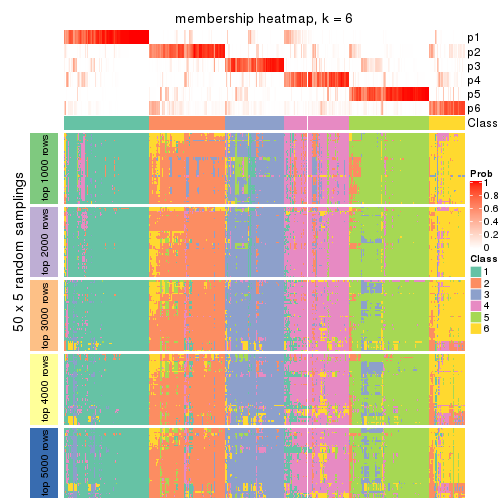 membership heatmap, k = 6
p1
p2
p3
p4
p5
p6
Class
50 x 5 random samplings
top 1000 rows
top 2000 rows
top 3000 rows
top 4000 rows
top 5000 rows
Prob
1
0.8
0.6
0.4
0.2
0
Class
1
2
3
4
5
6